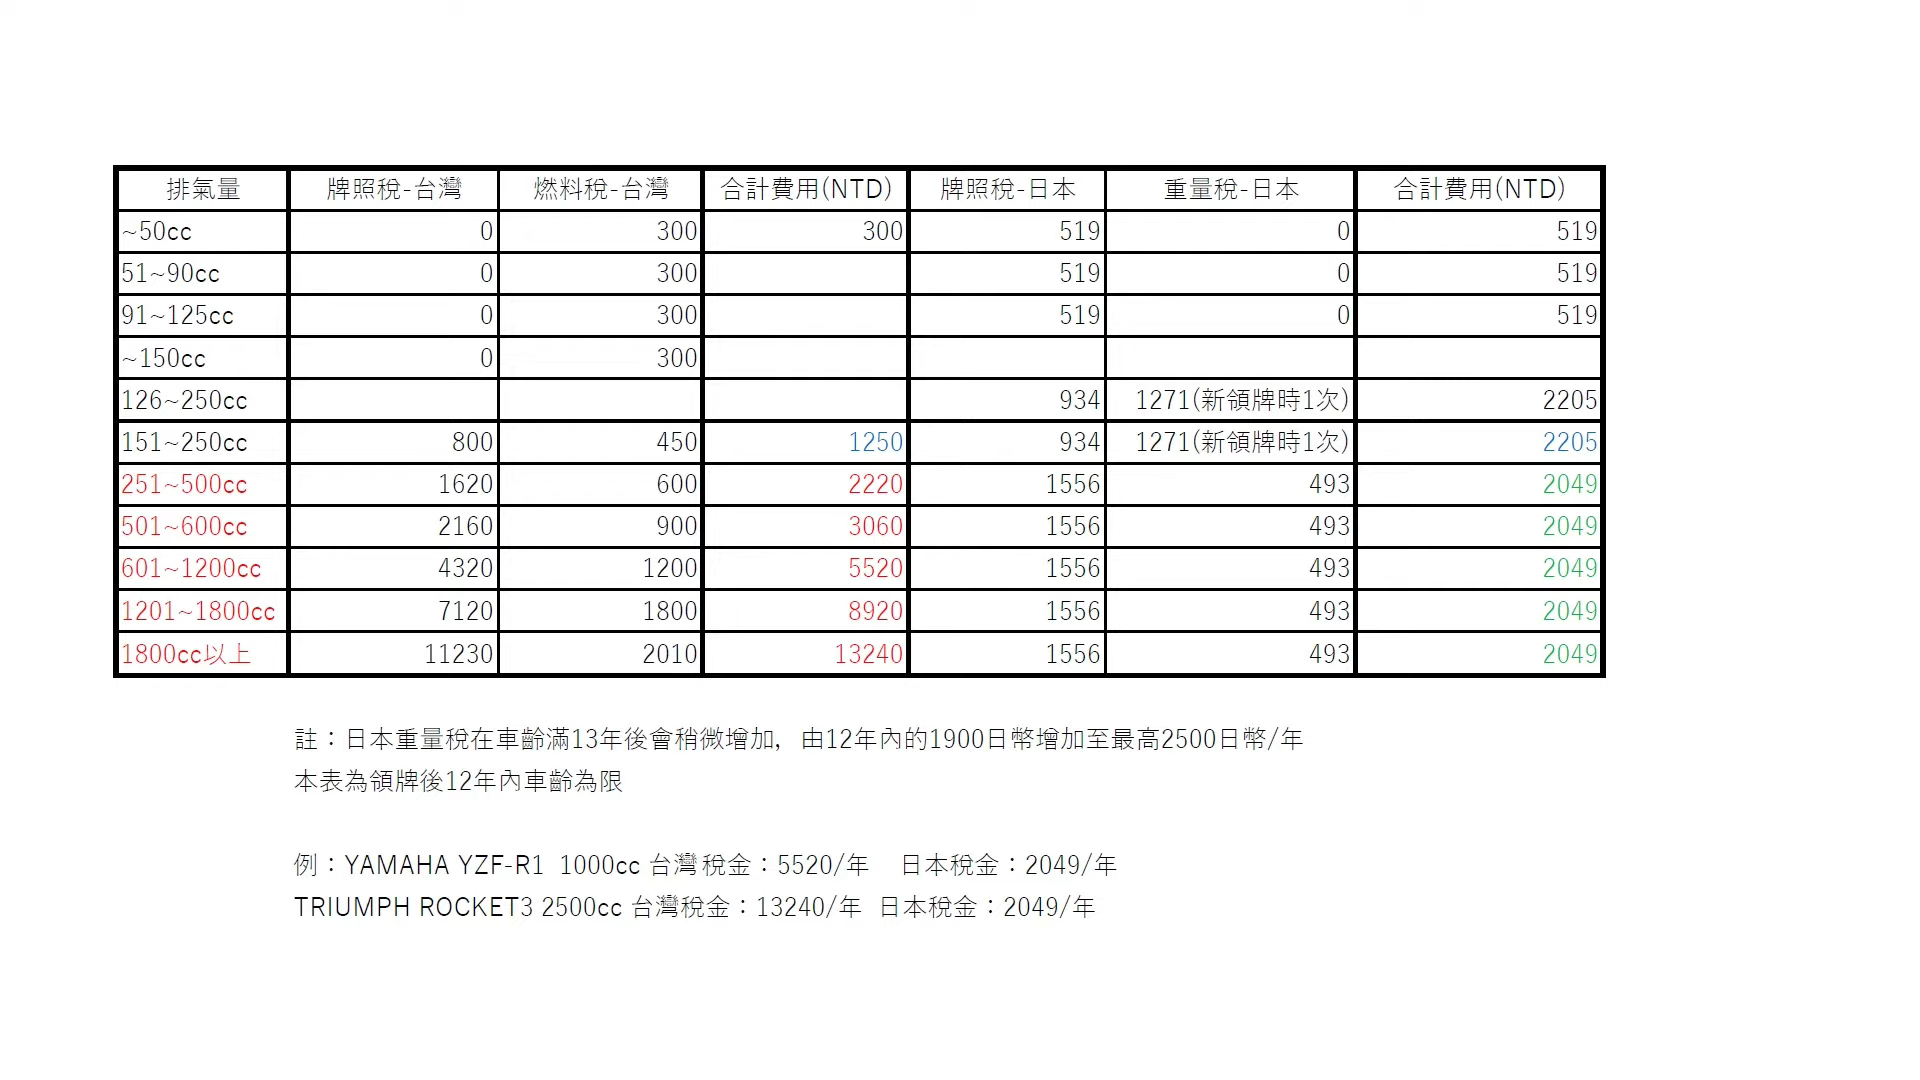 排氣量 牌照稅-台灣 燃料稅-台灣 合計費用(NTD) 牌照稅-日本 重量稅-日本 合計費用(NTD)
~50cc 0 300 300 519 0 519
51~90cc 0 300 519 0 519
91~125cc 0 300 519 0 519
~150cc 0 300
126~250cc 934 1271(新領牌時1次) 2205
151~250cc 800 450 1250 934 1271(新領牌時1次) 2205
251~500cc 1620 600 2220 1556 493 2049
501~600cc 2160 900 3060 1556 493 2049
601~1200cc 4320 1200 5520 1556 493 2049
1201~1800cc 7120 1800 8920 1556 493 2049
1800cc以上 11230 2010 13240 1556 493 2049
註：日本重量稅在車齡滿13年後會稍微增加，由12年內的1900日幣增加至最高2500日幣/年
本表為領牌後12年內車齡為限
例：YAMAHA YZF-R1 1000cc 台灣稅金：5520/年 日本稅金：2049/年
TRIUMPH ROCKET3 2500cc 台灣稅金：13240/年 日本稅金：2049/年